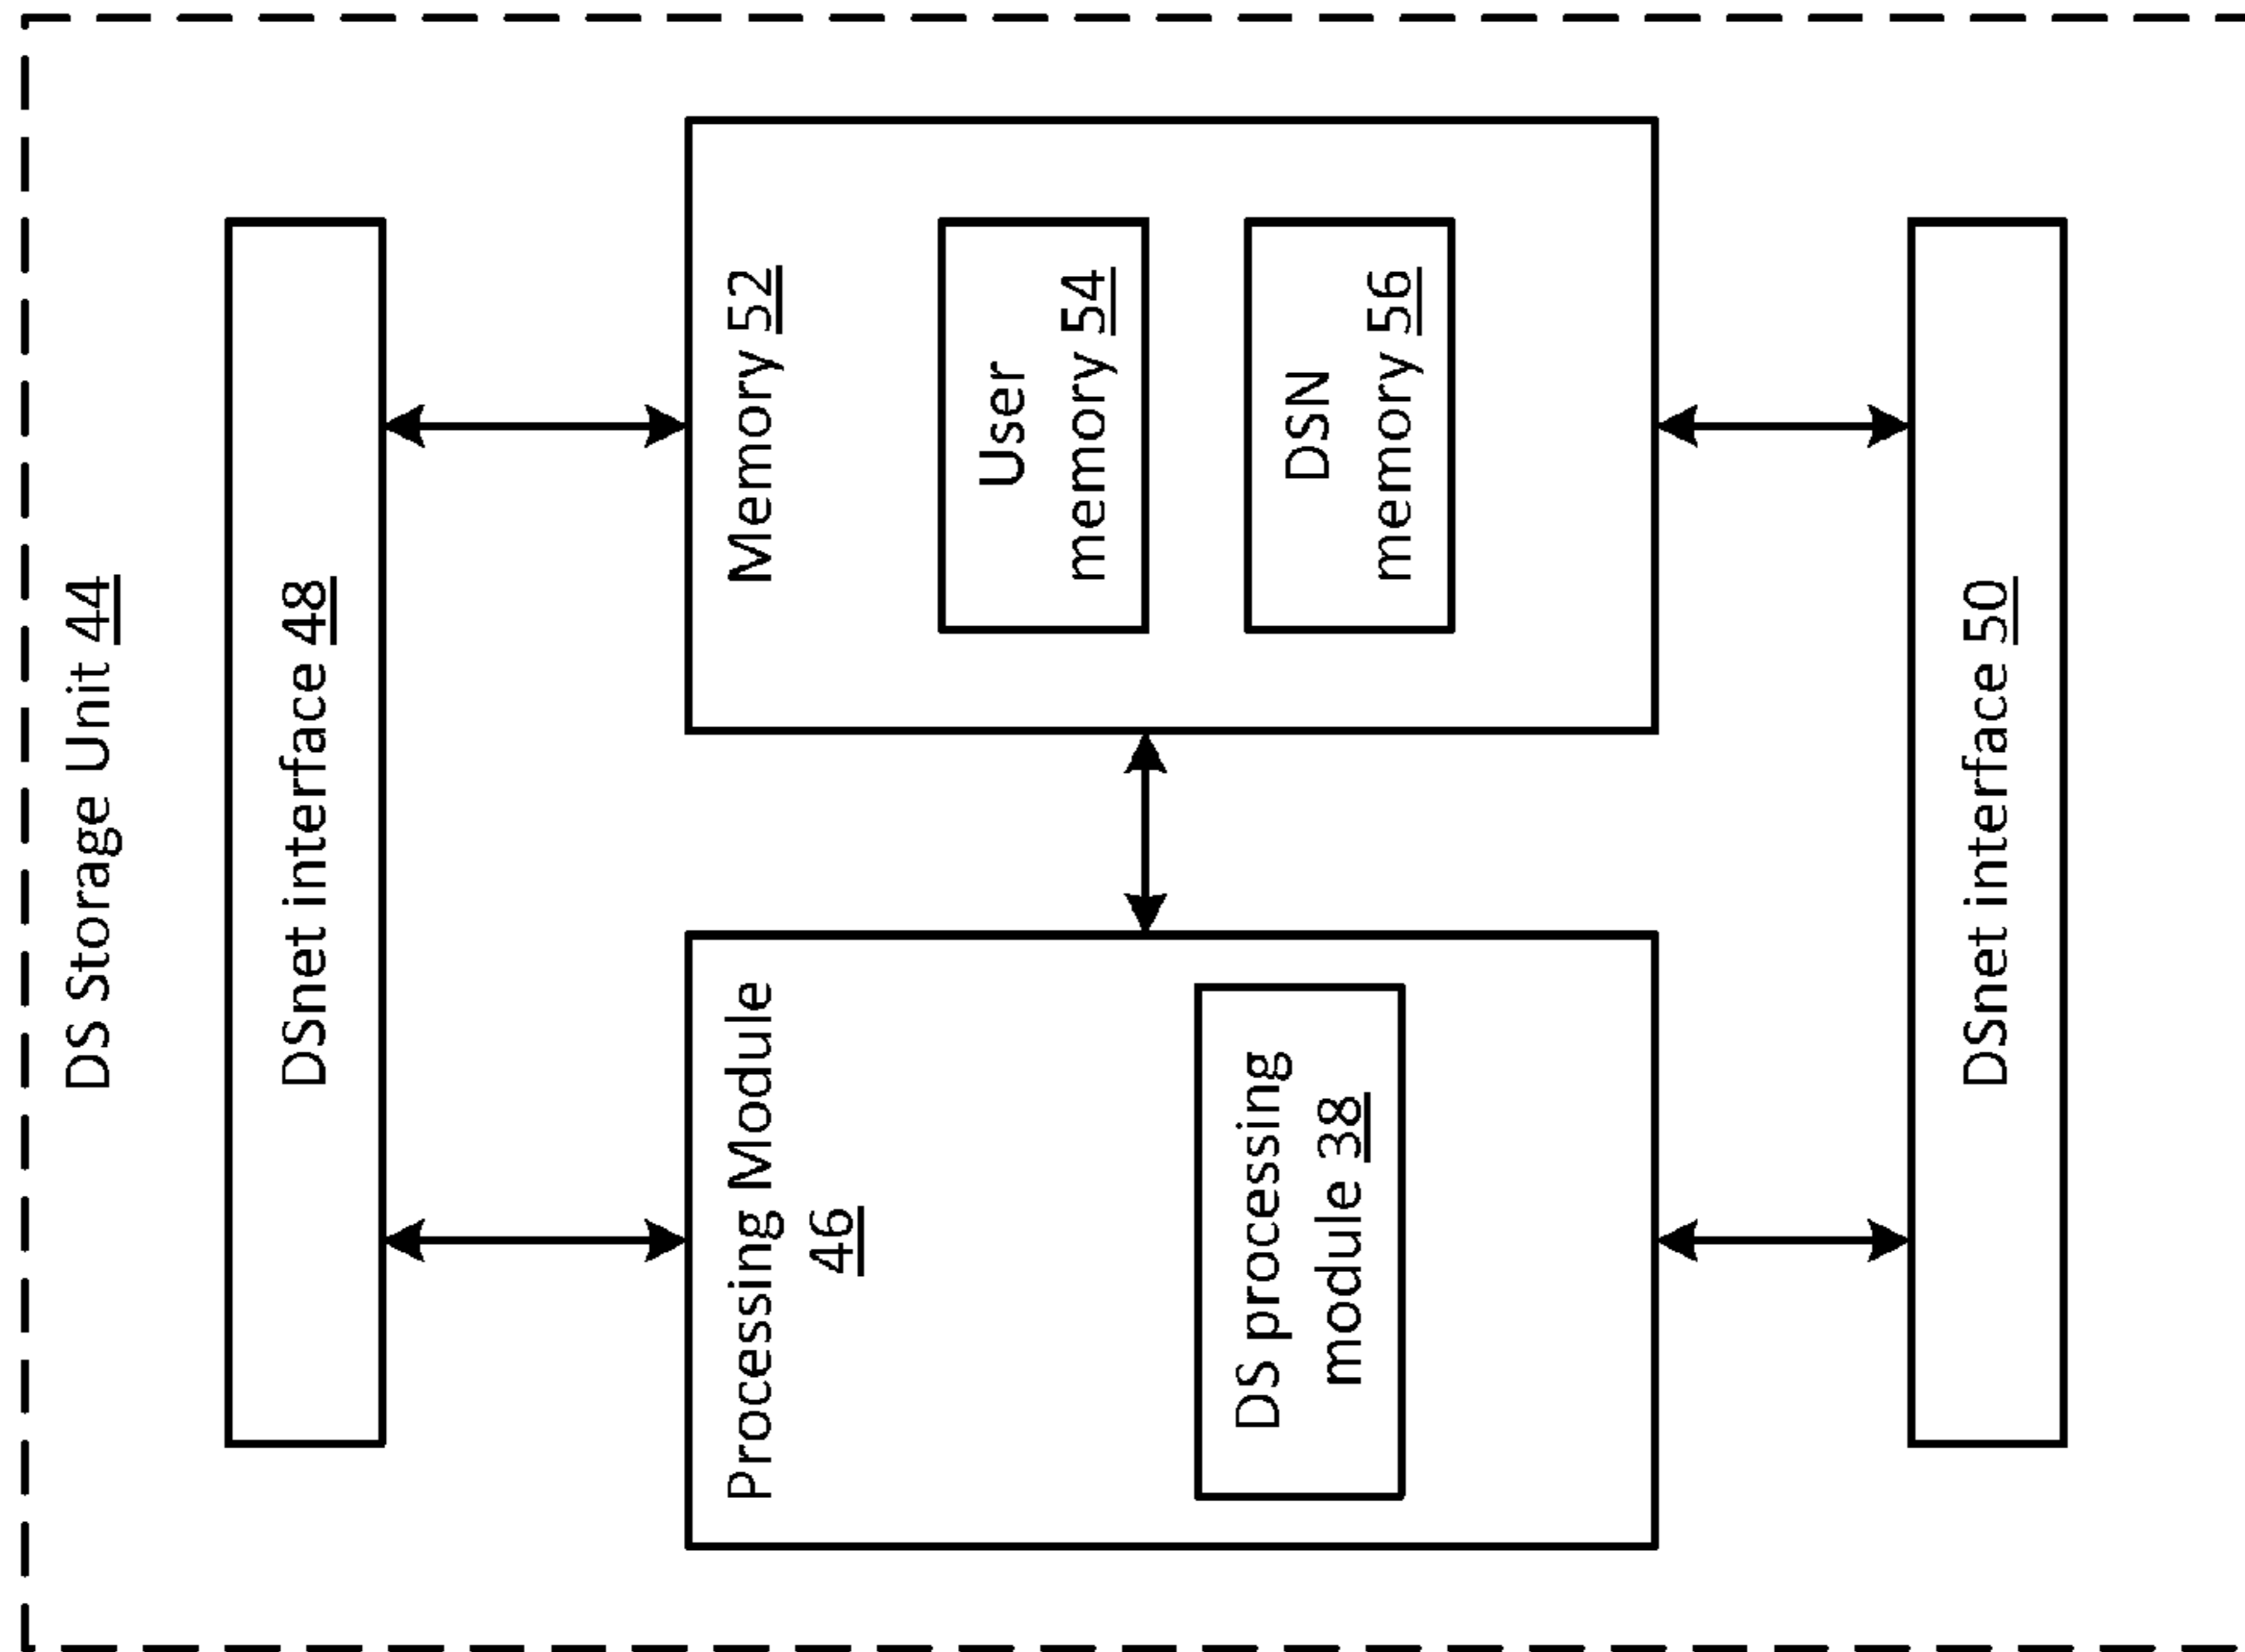 DS Storage Unit 44
DSnet interface 48
Processing Module
46
DS processing
module 38
Memory 52
User
memory 54
DSN
memory 56
DSnet interface 50